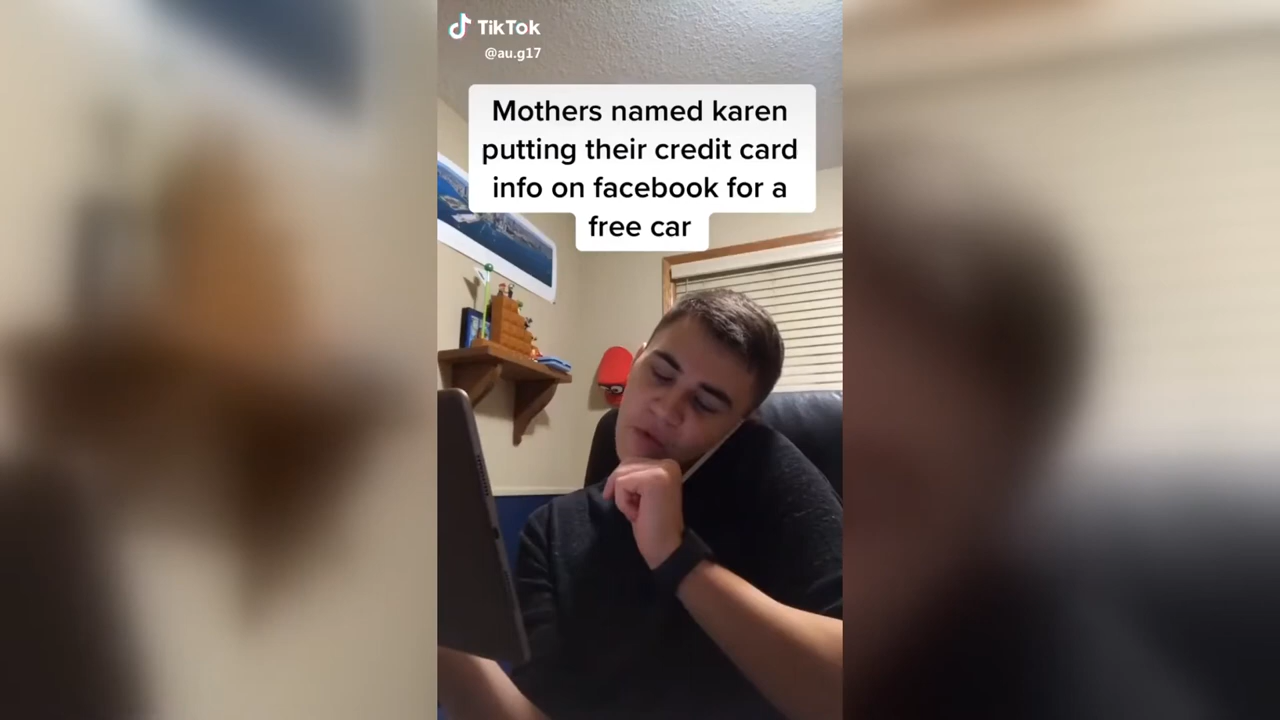 TikTok
@au.g17
Mothers named karen
putting their credit card
info on facebook for a
free car